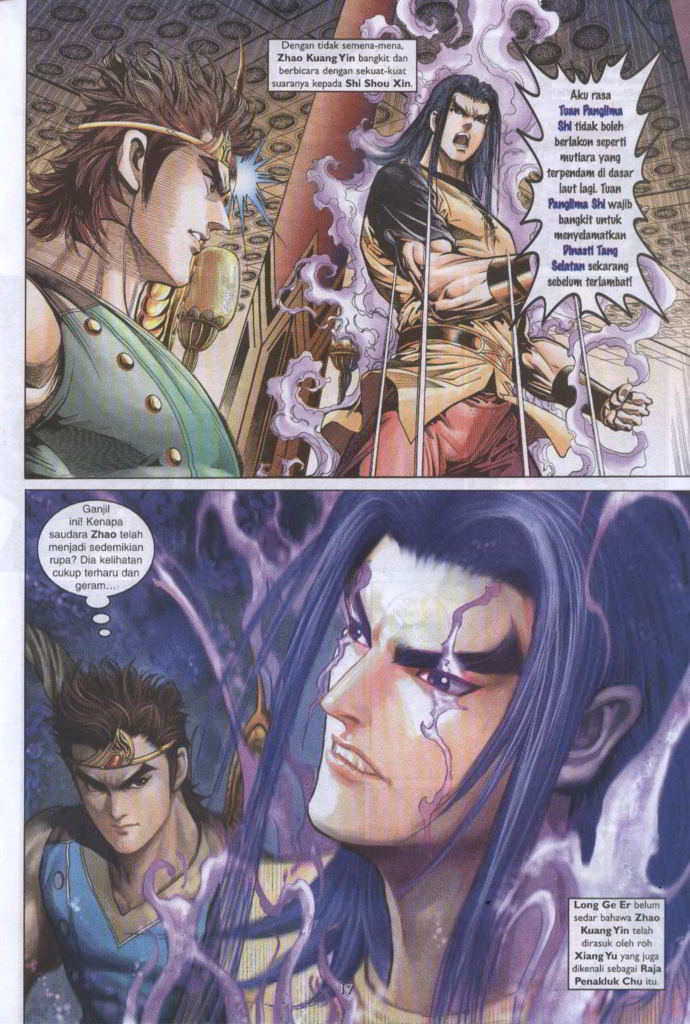 Dengan tidak semena-mena,
Zhao Kuang Yin bangkit dan
berbicara dengan sekuat-kuat
suaranya kepada Shi Shou Xin.
Aku rasa
Tuan Panglima
Shi tidak boleh
berlakon seperti
mutiara yang
terpendam di dasar
laut lagi. Tuan
Panglima Shi wajib
bangkit untuk
menyelamatkan
Dinasti Tang
Selatan sekarang
sebelum terlambat!
Ganjil
ini! Kenapa
saudara Zhao telah
menjadi sedemikian
rupa? Dia kelihatan
cukup terharu dan
geram...
Long Ge Er belum
sedar bahawa Zhao
Kuang Yin telah
dirasuk oleh roh
Xiang Yu yang juga
dikenali sebagai Raja
Penakluk Chu itu.
17